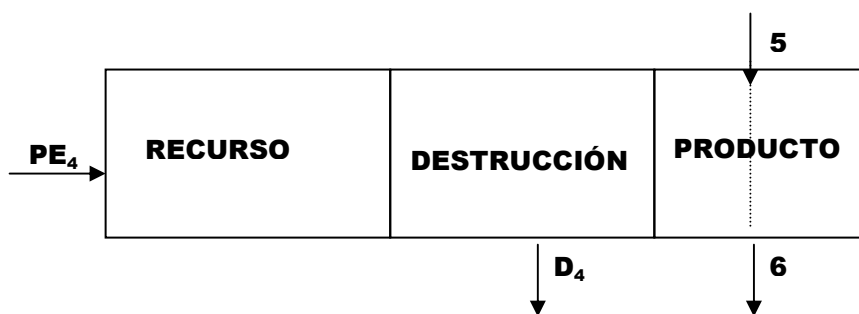 5
PE₄
RECURSO
DESTRUCCIÓN
PRODUCTO
D₄
6